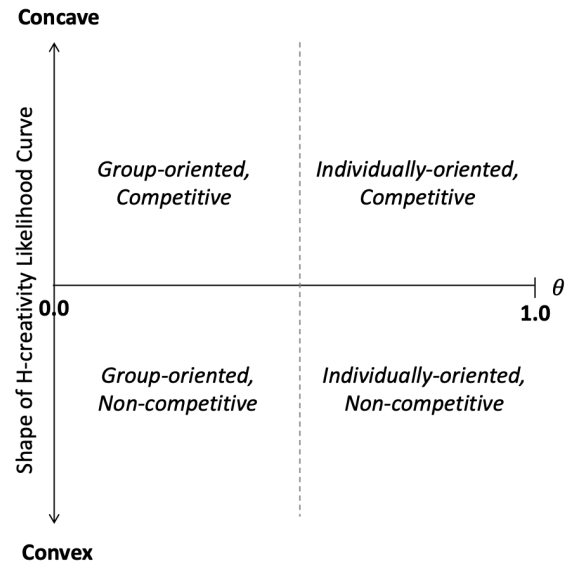 Concave
Shape of H-creativity Likelihood Curve
Group-oriented,
Competitive
Individually-oriented,
Competitive
θ
0.0
1.0
Group-oriented,
Non-competitive
Individually-oriented,
Non-competitive
Convex